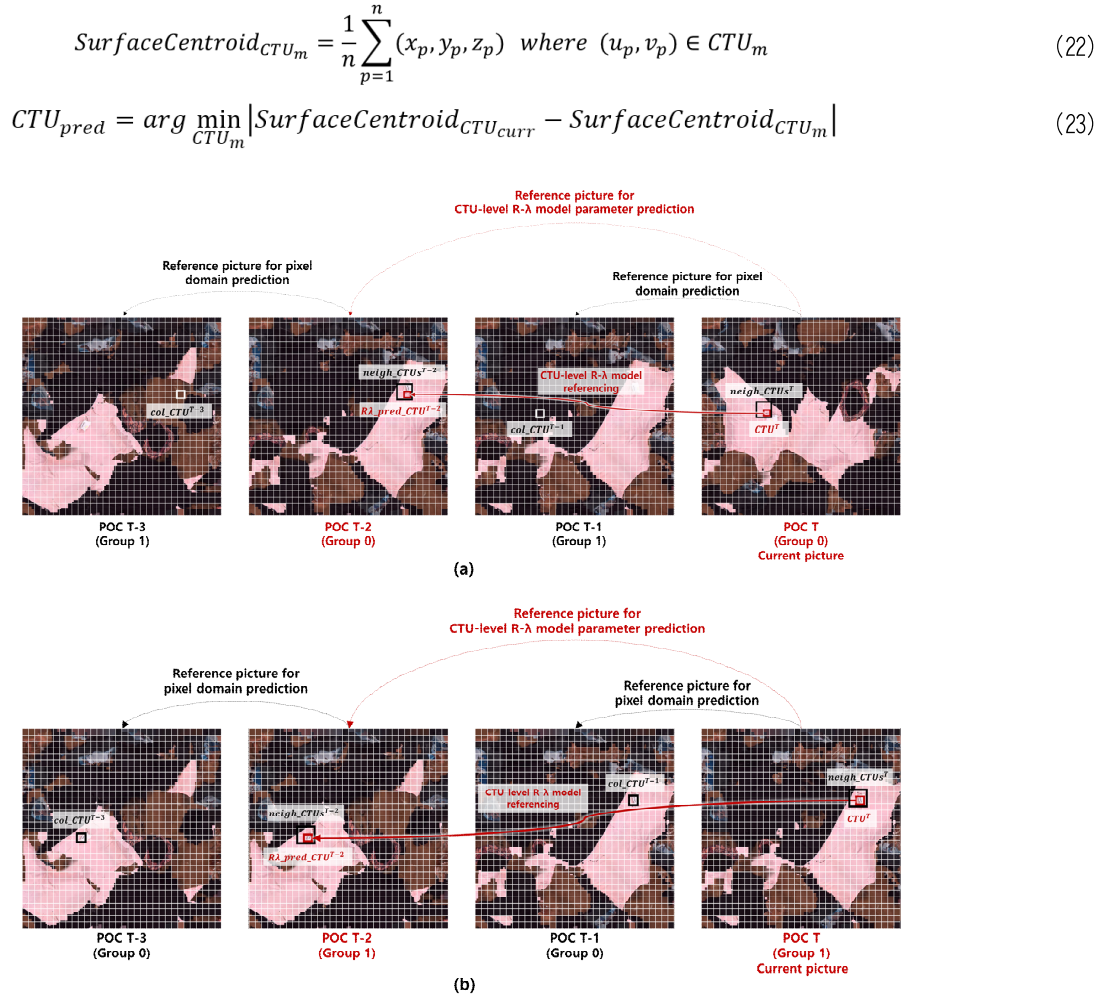 SurfaceCentroid_{CTU_m} = \frac{1}{n} \sum_{p=1}^{n} (x_p, y_p, z_p) where (u_p, v_p) ∈ CTU_m (22)
CTU_{pred} = arg \min_{CTU_m} |SurfaceCentroid_{CTU_{curr}} − SurfaceCentroid_{CTU_m}| (23)
Reference picture for
CTU-level R-λ model parameter prediction
Reference picture for pixel
domain prediction
Reference picture for pixel
domain prediction
col_CTU^{T-3}
neigh_CTUs^{T-2}
Rλ_pred_CTU^{T-2}
CTU-level R-λ model
referencing
col_CTU^{T-1}
neigh_CTUs^T
CTU^T
POC T-3
(Group 1)
POC T-2
(Group 0)
POC T-1
(Group 1)
POC T
(Group 0)
Current picture
(a)
Reference picture for
CTU-level R-λ model parameter prediction
Reference picture for
pixel domain prediction
Reference picture for
pixel domain prediction
col_CTU^{T-3}
neigh_CTUs^{T-2}
Rλ_pred_CTU^{T-2}
CTU-level R λ model
referencing
col_CTU^{T-1}
neigh_CTUs^T
CTU^T
POC T-3
(Group 0)
POC T-2
(Group 1)
POC T-1
(Group 0)
POC T
(Group 1)
Current picture
(b)